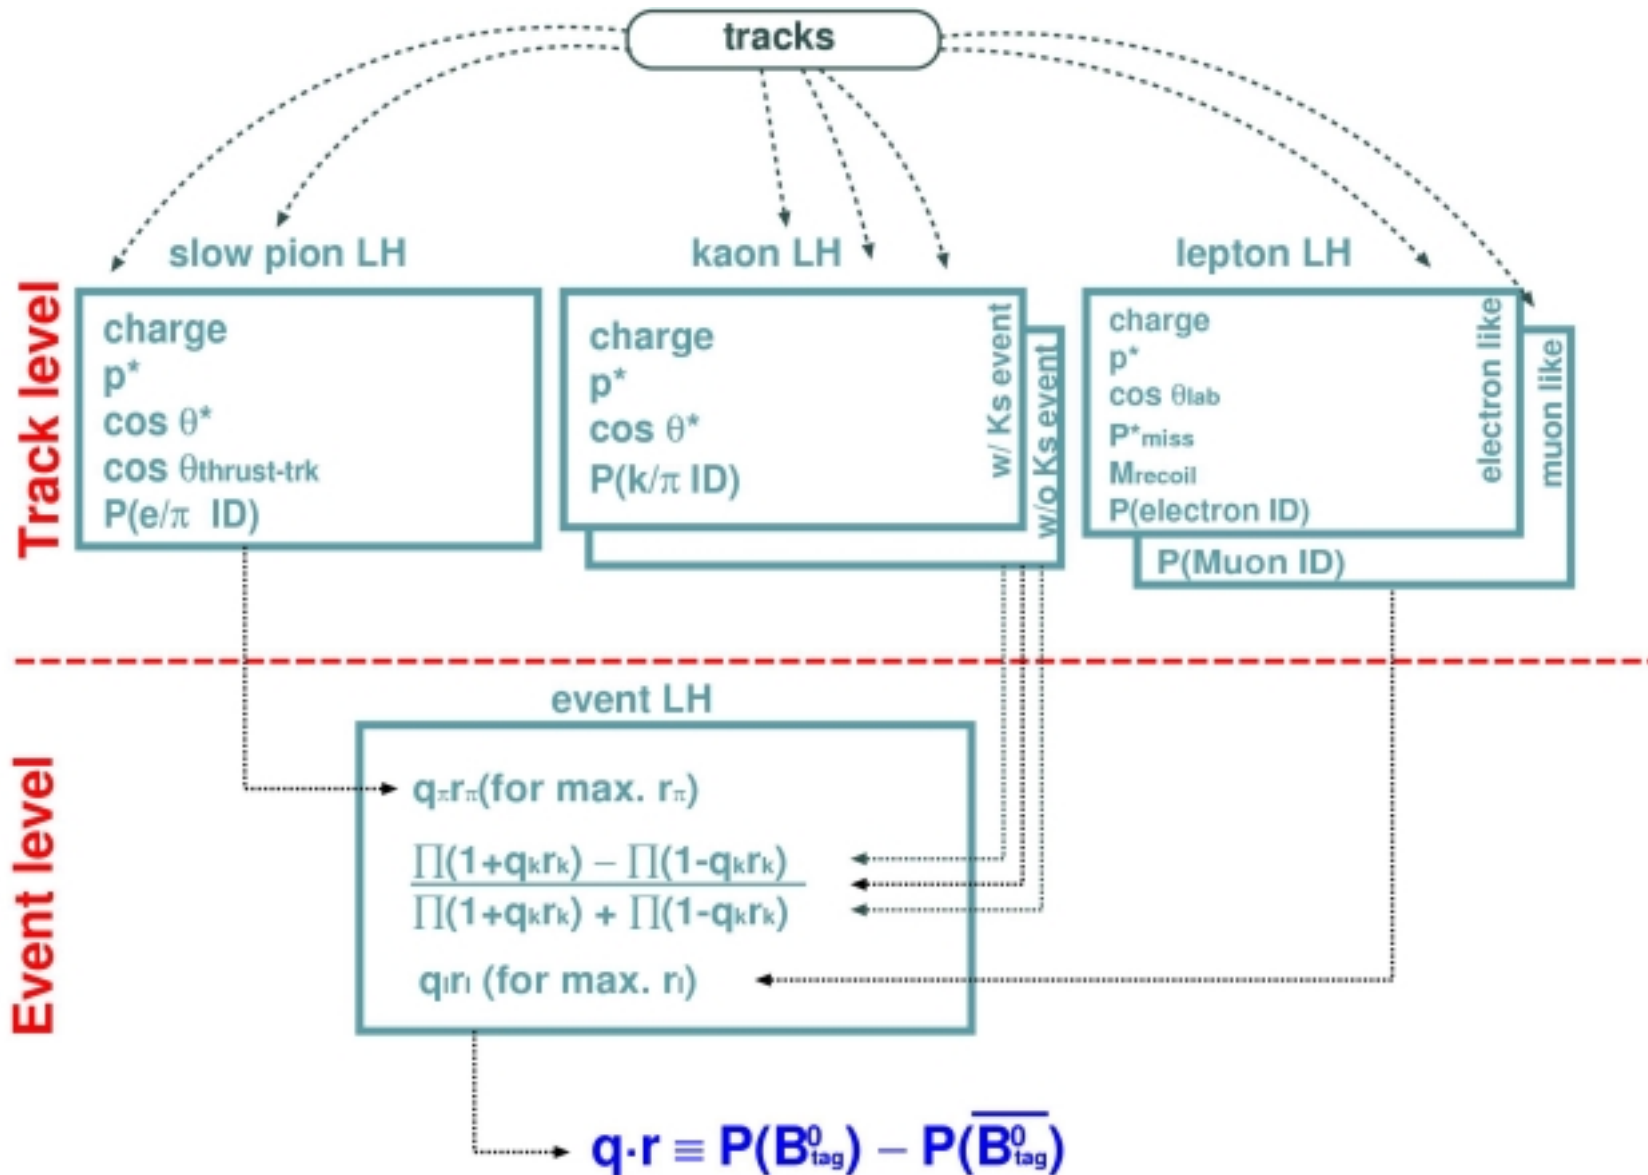 tracks
slow pion LH
kaon LH
lepton LH
Track level
charge
p*
cos θ*
cos θthrust-trk
P(e/π ID)
charge
p*
cos θ*
P(k/π ID)
w/ Ks event
w/o Ks event
charge
p*
cos θlab
P*miss
Mrecoil
P(electron ID)
electron like
muon like
P(Muon ID)
Event level
event LH
qπrπ(for max. rπ)
∏(1+qkrk) – ∏(1-qkrk)
∏(1+qkrk) + ∏(1-qkrk)
qlrl (for max. rl)
q·r ≡ P(B⁰tag) – P(B̅⁰tag)